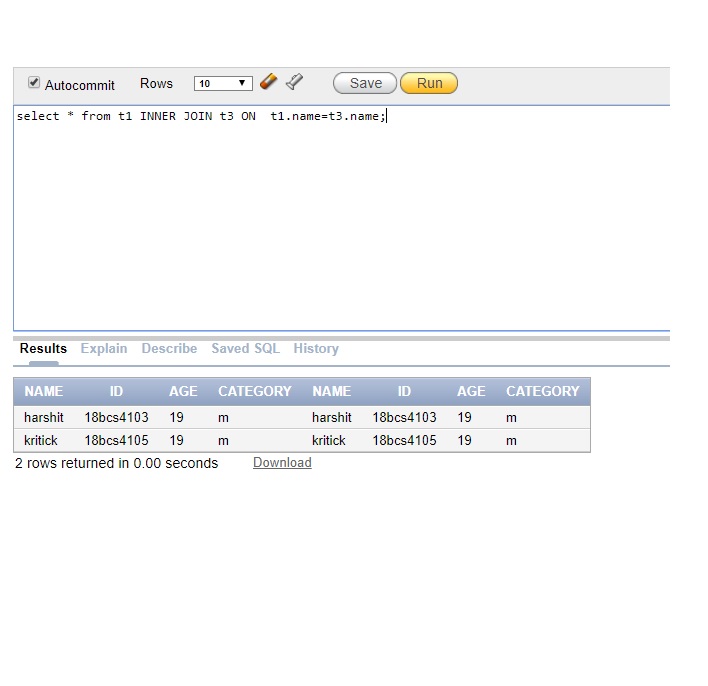 Autocommit Rows 10 Save Run
select * from t1 INNER JOIN t3 ON  t1.name=t3.name;
Results Explain Describe Saved SQL History
NAME ID AGE CATEGORY NAME ID AGE CATEGORY
harshit 18bcs4103 19 m harshit 18bcs4103 19 m
kritick 18bcs4105 19 m kritick 18bcs4105 19 m
2 rows returned in 0.00 seconds Download